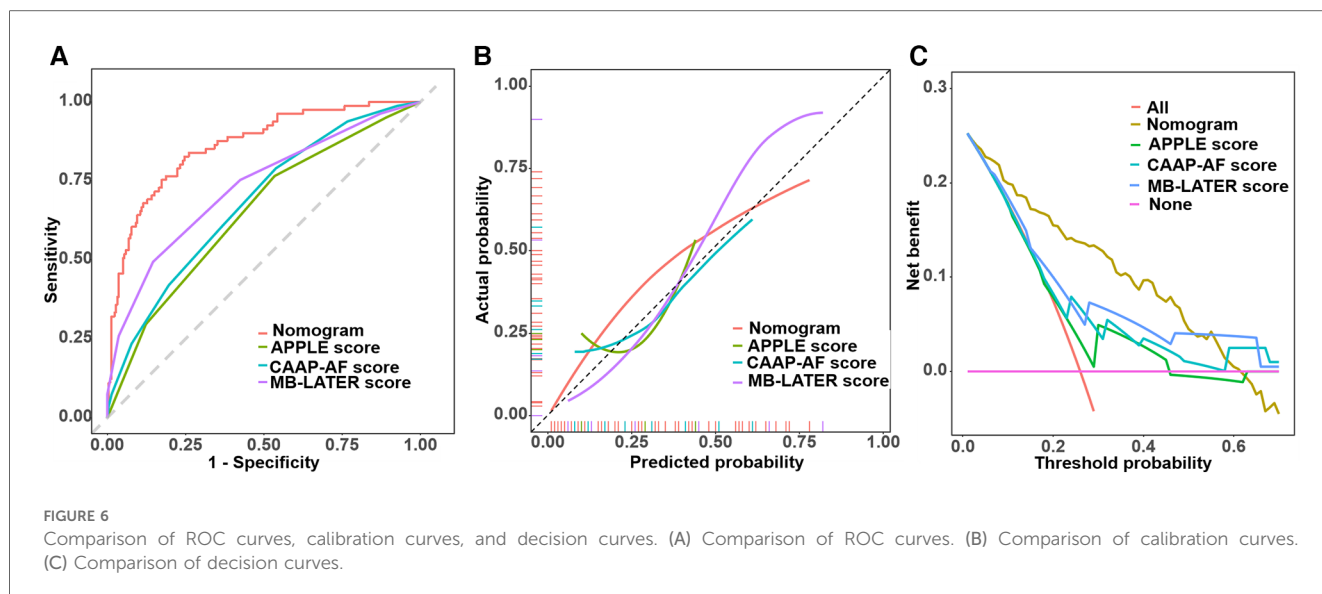 A
1.00
0.75
0.50
0.25
0.00
Sensitivity
0.00 0.25 0.50 0.75 1.00
1 - Specificity
Nomogram
APPLE score
CAAP-AF score
MB-LATER score
B
1.00
0.75
0.50
0.25
0.00
Actual probability
0.00 0.25 0.50 0.75 1.00
Predicted probability
Nomogram
APPLE score
CAAP-AF score
MB-LATER score
C
0.3
0.2
0.1
0.0
Net benefit
0.0 0.2 0.4 0.6
Threshold probability
All
Nomogram
APPLE score
CAAP-AF score
MB-LATER score
None
FIGURE 6
Comparison of ROC curves, calibration curves, and decision curves. (A) Comparison of ROC curves. (B) Comparison of calibration curves.
(C) Comparison of decision curves.